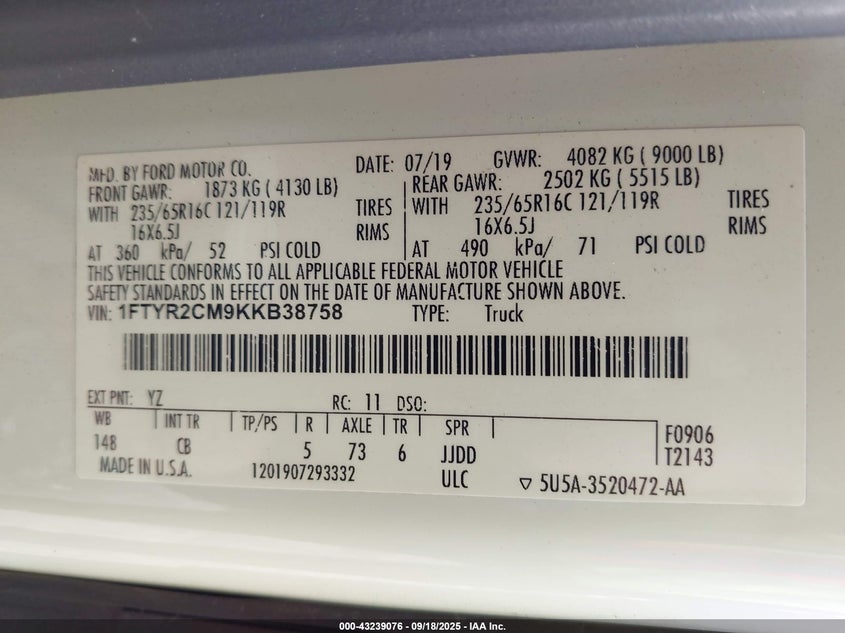 MFD. BY FORD MOTOR CO.
DATE: 07/19 GVWR: 4082 KG ( 9000 LB)
FRONT GAWR: 1873 KG ( 4130 LB)
REAR GAWR: 2502 KG ( 5515 LB)
WITH 235/65R16C 121/119R TIRES
WITH 235/65R16C 121/119R TIRES
16X6.5J RIMS
16X6.5J RIMS
AT 360 kPa/ 52 PSI COLD
AT 490 kPa/ 71 PSI COLD
THIS VEHICLE CONFORMS TO ALL APPLICABLE FEDERAL MOTOR VEHICLE
SAFETY STANDARDS IN EFFECT ON THE DATE OF MANUFACTURE SHOWN ABOVE.
VIN: 1FTYR2CM9KKB38758 TYPE: Truck
EXT PNT: YZ RC: 11 DSO:
WB INT TR TP/PS R AXLE TR SPR
148 CB 5 73 6 JJDD
F0906
T2143
MADE IN U.S.A. 1201907293332 ULC ▽ 5U5A-3520472-AA
000-43239076 - 09/18/2025 - IAA Inc.